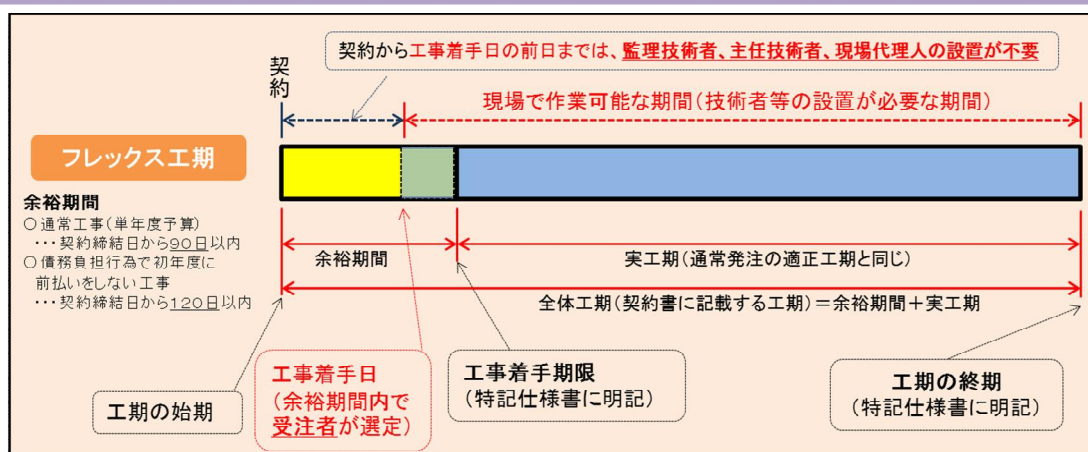 契約から工事着手日の前日までは、監理技術者、主任技術者、現場代理人の設置が不要
契約
現場で作業可能な期間(技術者等の設置が必要な期間)
フレックス工期
余裕期間
○通常工事(単年度予算)
・・・契約締結日から90日以内
○債務負担行為で初年度に
前払いをしない工事
・・・契約締結日から120日以内
余裕期間
実工期(通常発注の適正工期と同じ)
全体工期(契約書に記載する工期)=余裕期間+実工期
工期の始期
工事着手日
(余裕期間内で
受注者が選定)
工事着手期限
(特記仕様書に明記)
工期の終期
(特記仕様書に明記)